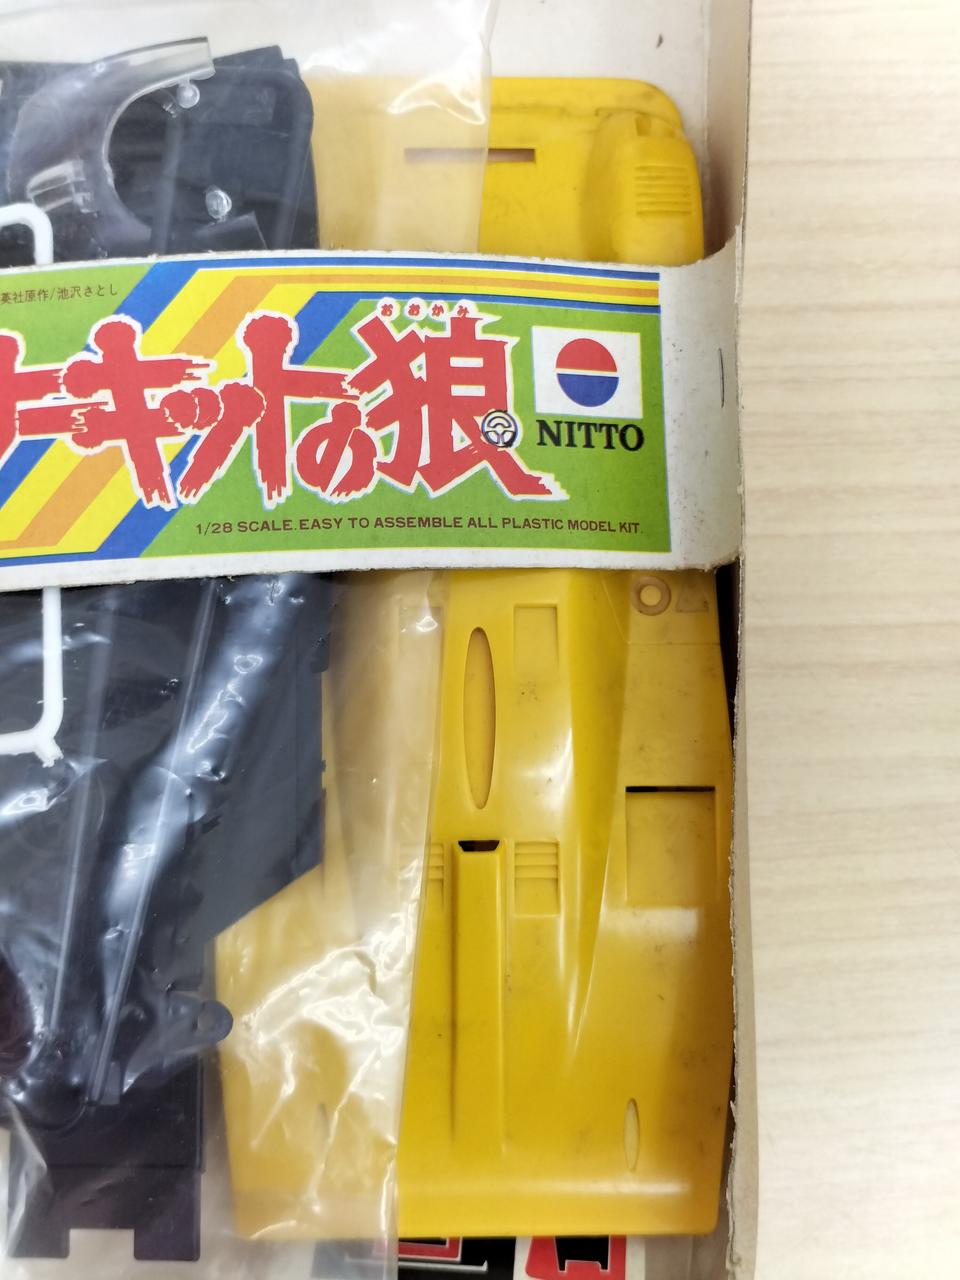 英社原作/池沢さとし
おおかみ
ーキットの狼
NITTO
1/28 SCALE. EASY TO ASSEMBLE ALL PLASTIC MODEL KIT.